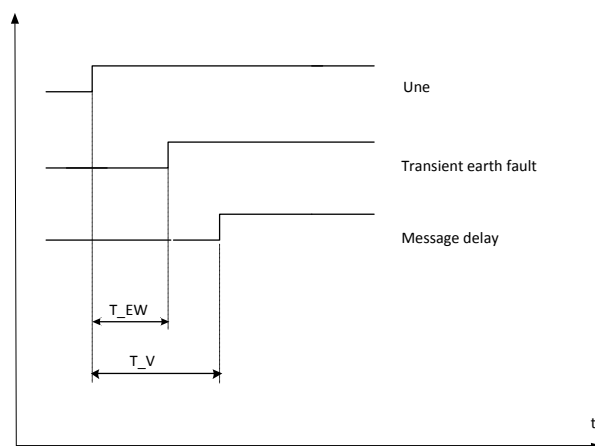 Une
Transient earth fault
Message delay
T_EW
T_V
t